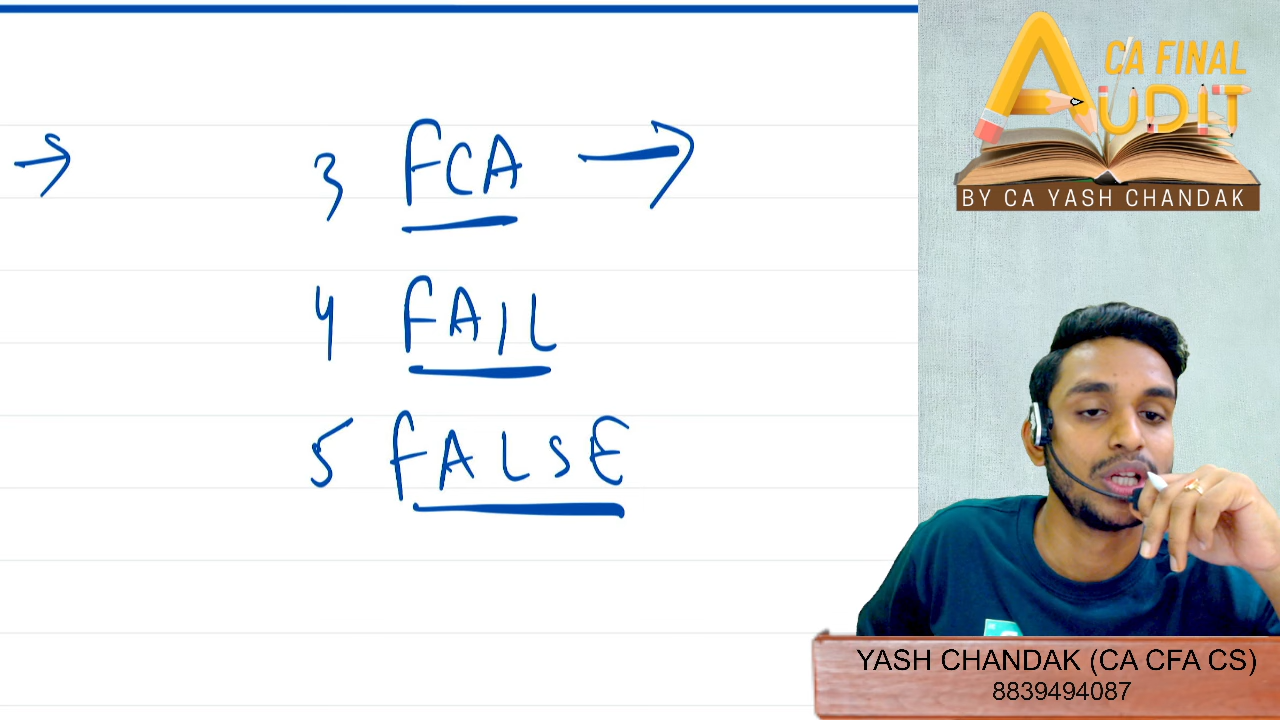 → 3 FCA →
4 FAIL
5 FALSE
CA FINAL
AUDIT
BY CA YASH CHANDAK
YASH CHANDAK (CA CFA CS)
8839494087